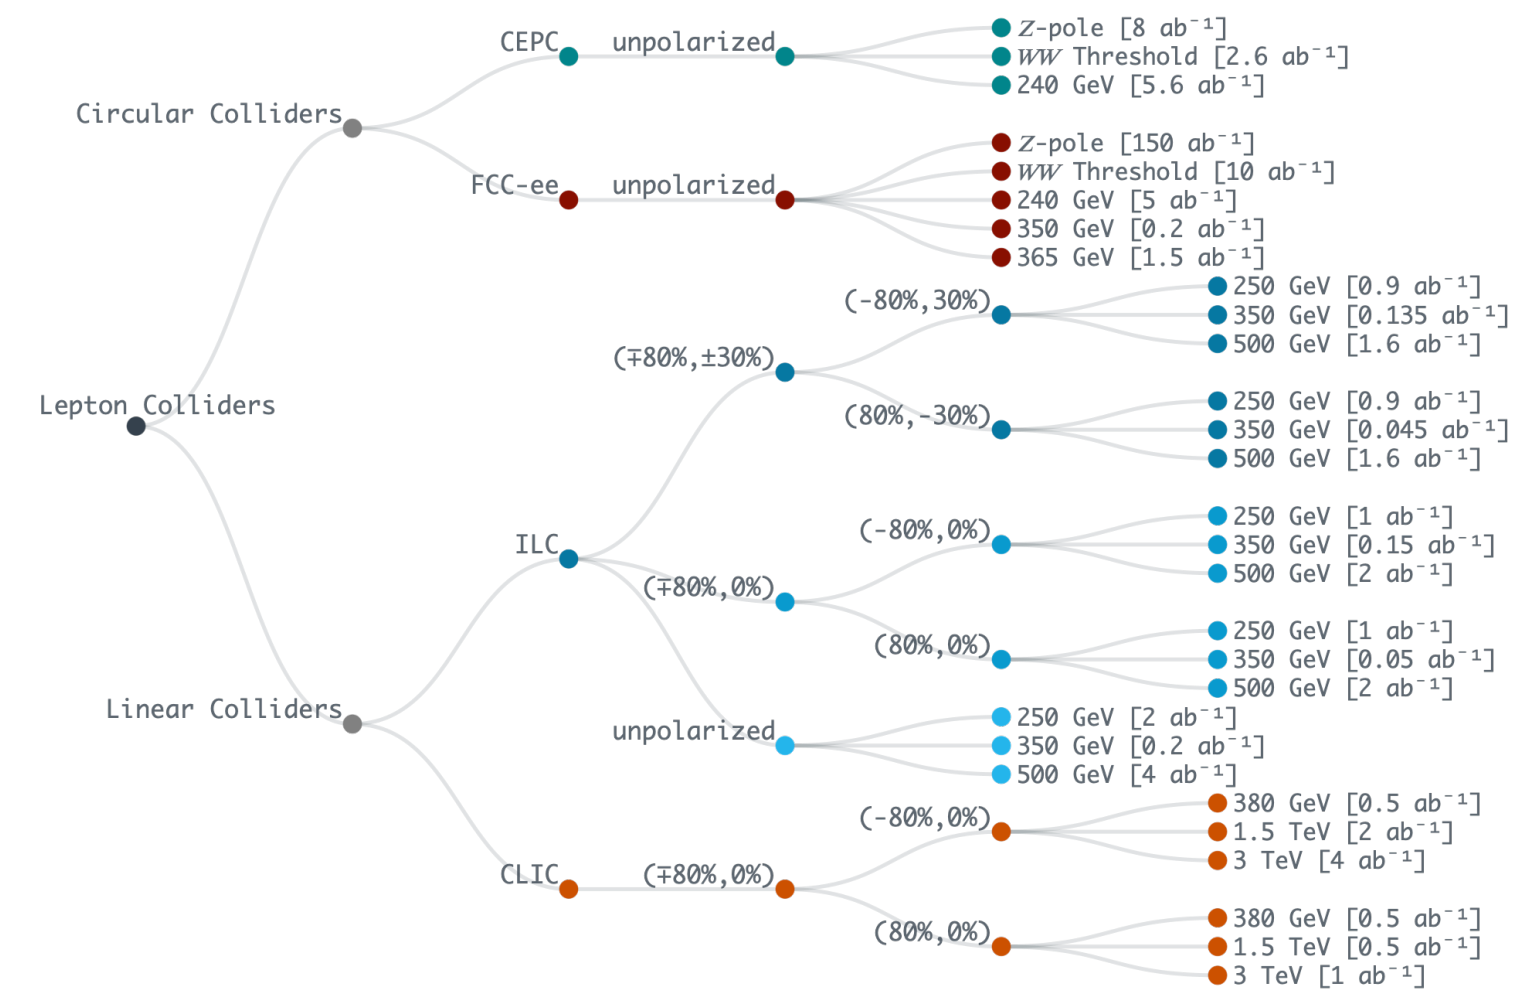 Lepton Colliders
Circular Colliders
CEPC
unpolarized
Z-pole [8 ab⁻¹]
WW Threshold [2.6 ab⁻¹]
240 GeV [5.6 ab⁻¹]
FCC-ee
unpolarized
Z-pole [150 ab⁻¹]
WW Threshold [10 ab⁻¹]
240 GeV [5 ab⁻¹]
350 GeV [0.2 ab⁻¹]
365 GeV [1.5 ab⁻¹]
Linear Colliders
ILC
(∓80%,±30%)
(-80%,30%)
250 GeV [0.9 ab⁻¹]
350 GeV [0.135 ab⁻¹]
500 GeV [1.6 ab⁻¹]
(80%,-30%)
250 GeV [0.9 ab⁻¹]
350 GeV [0.045 ab⁻¹]
500 GeV [1.6 ab⁻¹]
(∓80%,0%)
(-80%,0%)
250 GeV [1 ab⁻¹]
350 GeV [0.15 ab⁻¹]
500 GeV [2 ab⁻¹]
(80%,0%)
250 GeV [1 ab⁻¹]
350 GeV [0.05 ab⁻¹]
500 GeV [2 ab⁻¹]
unpolarized
250 GeV [2 ab⁻¹]
350 GeV [0.2 ab⁻¹]
500 GeV [4 ab⁻¹]
CLIC
(∓80%,0%)
(-80%,0%)
380 GeV [0.5 ab⁻¹]
1.5 TeV [2 ab⁻¹]
3 TeV [4 ab⁻¹]
(80%,0%)
380 GeV [0.5 ab⁻¹]
1.5 TeV [0.5 ab⁻¹]
3 TeV [1 ab⁻¹]